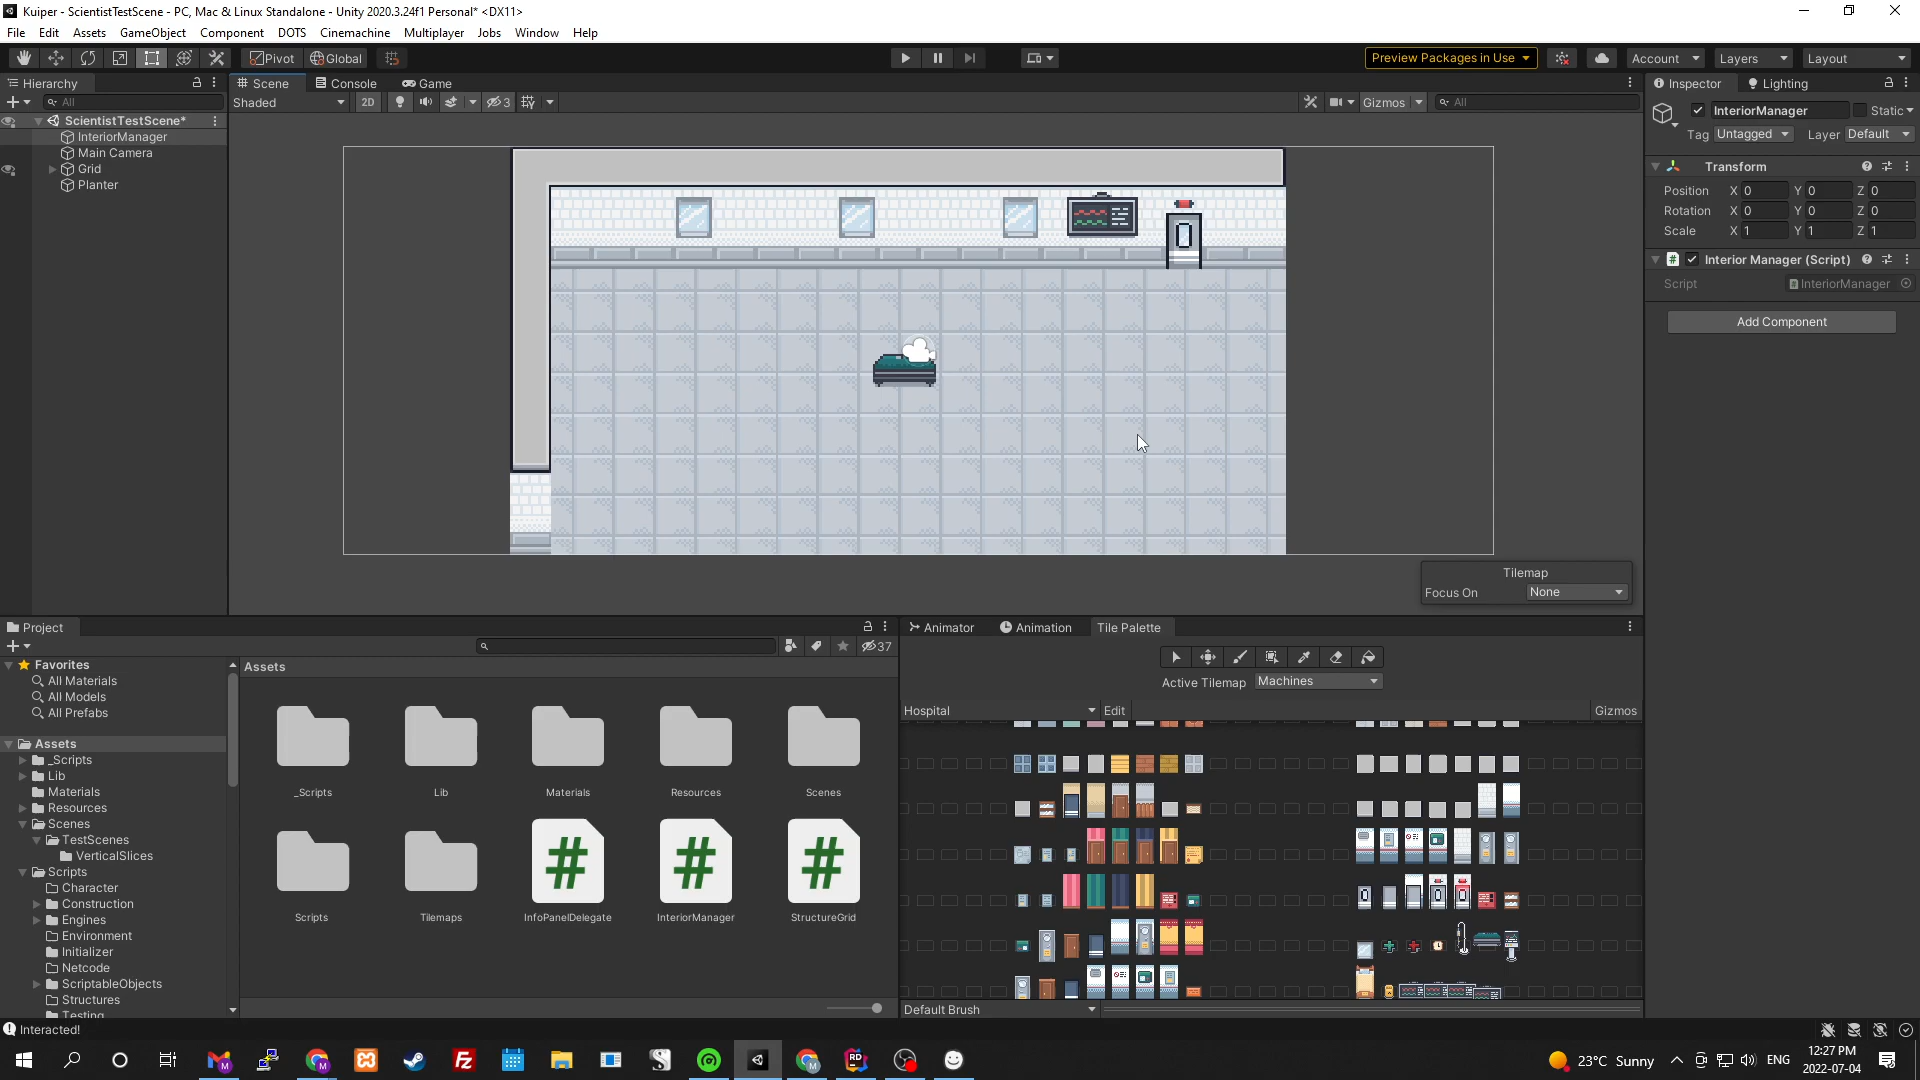 Kuiper - ScientistTestScene - PC, Mac & Linux Standalone - Unity 2020.3.24f1 Personal* <DX11>
File Edit Assets GameObject Component DOTS Cinemachine Multiplayer Jobs Window Help
Pivot Global Preview Packages in Use Account Layers Layout
Hierarchy
All
ScientistTestScene*
InteriorManager
Main Camera
Grid
Planter
Scene Console Game
Shaded 2D 3 Gizmos All
Tilemap
Focus On None
Inspector Lighting
InteriorManager Static
Tag Untagged Layer Default
Transform
Position X 0 Y 0 Z 0
Rotation X 0 Y 0 Z 0
Scale X 1 Y 1 Z 1
Interior Manager (Script)
Script InteriorManager
Add Component
Project
37
Favorites
All Materials
All Models
All Prefabs
Assets
_Scripts
Lib
Materials
Resources
Scenes
TestScenes
VerticalSlices
Scripts
Character
Construction
Engines
Environment
Initializer
Netcode
ScriptableObjects
Structures
Testing
Assets
_Scripts Lib Materials Resources Scenes
Scripts Tilemaps InfoPanelDelegate InteriorManager StructureGrid
Animator Animation Tile Palette
Active Tilemap Machines
Hospital Edit Gizmos
Default Brush
Interacted!
23°C Sunny ENG
12:27 PM
2022-07-04